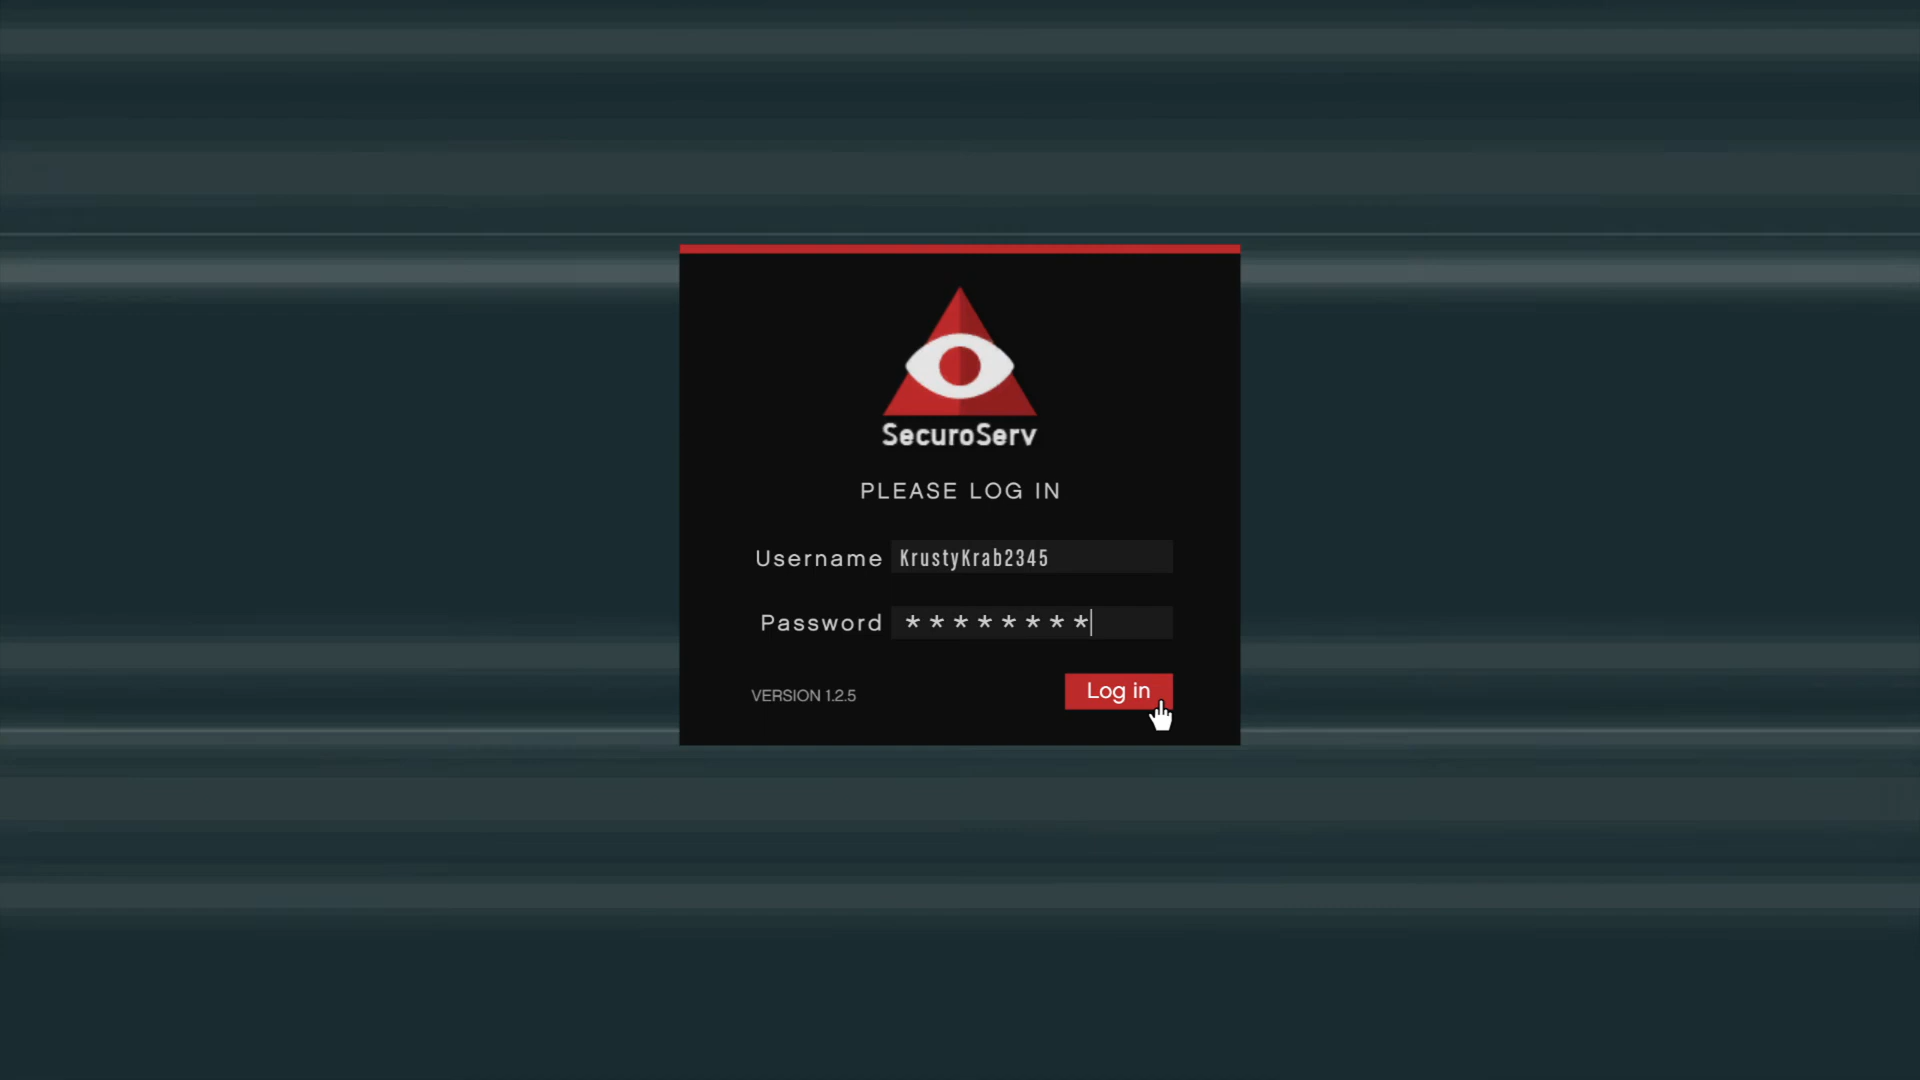 SecuroServ
PLEASE LOG IN
Username KrustyKrab2345
Password ********
VERSION 1.2.5 Log in